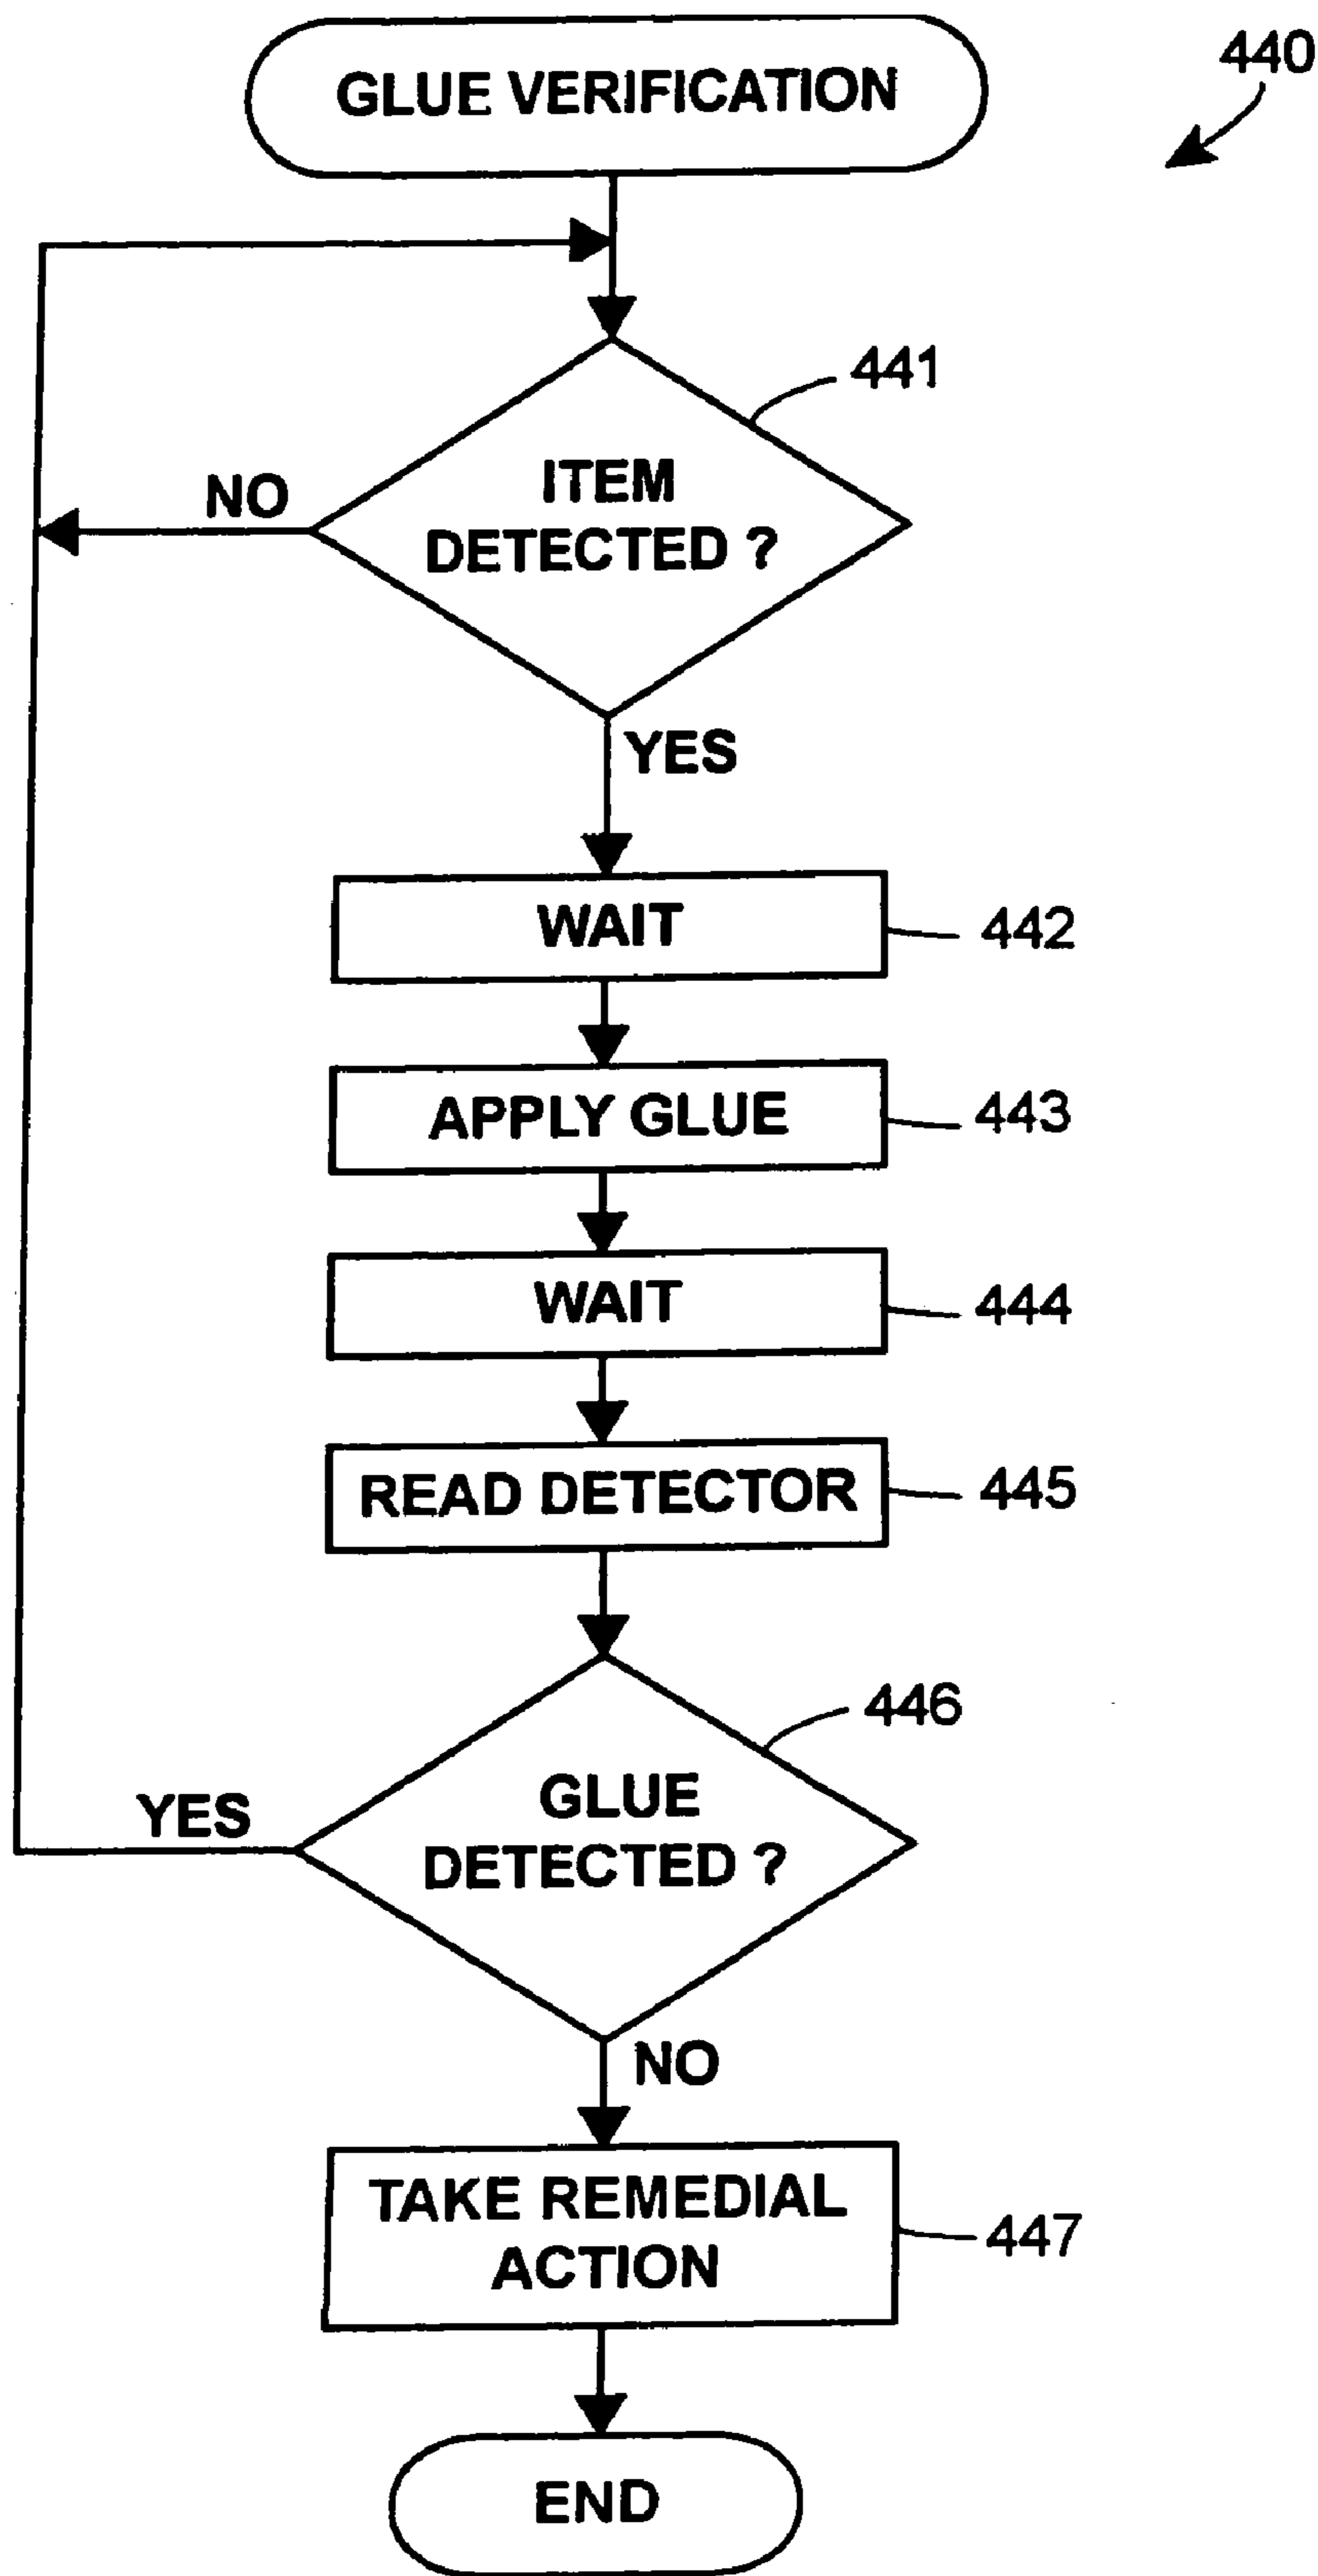 GLUE VERIFICATION
440
441
ITEM
DETECTED ?
NO
YES
WAIT
442
APPLY GLUE
443
WAIT
444
READ DETECTOR
445
446
GLUE
DETECTED ?
YES
NO
TAKE REMEDIAL
ACTION
447
END